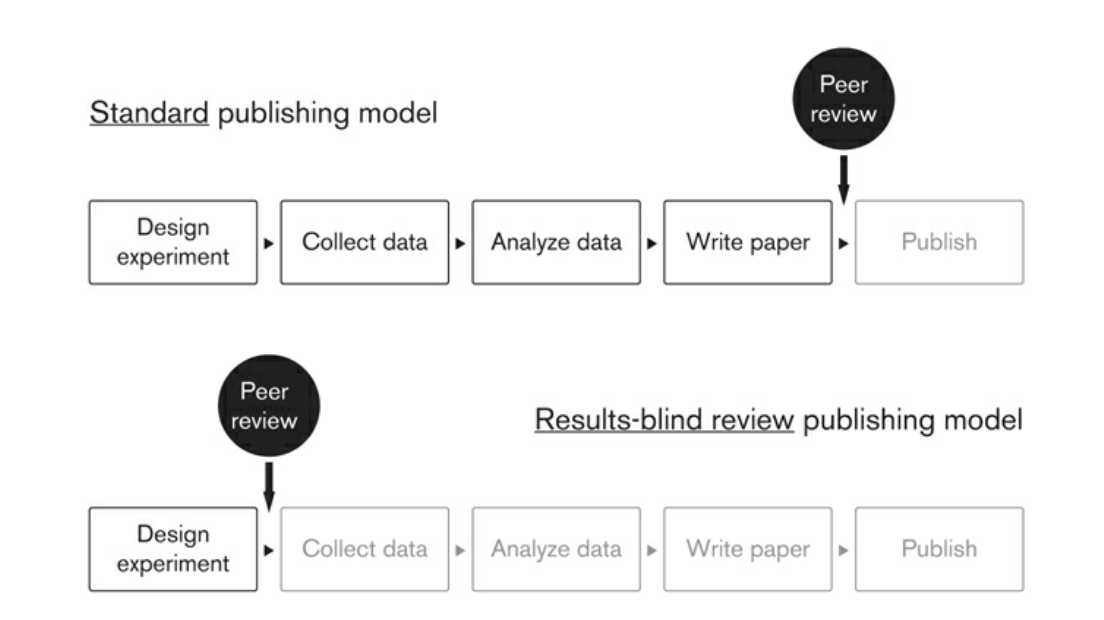 Peer
review
Standard publishing model
Design
experiment
Collect data
Analyze data
Write paper
Publish
Peer
review
Results-blind review publishing model
Design
experiment
Collect data
Analyze data
Write paper
Publish